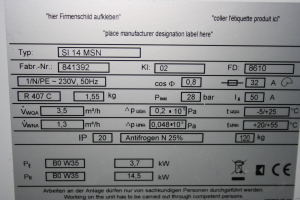 "hier Firmenschild aufkleben" "coller l'étiquette produit ici"
"place manufacturer designation label here"
Typ: SI 14 MSN
Fabr.-Nr.: 841392 KI: 02 FD: 8610
1/N/PE ~ 230V, 50Hz cos φ 0,8 32 A
R 407 C 1,55 kg 28 bar I 50 A
3,5 m³/h Δp 0,2 *10 Pa -5/+25 °C
1,3 m³/h Δp 0,048*10 Pa +20/+55 °C
IP 20 Antifrogen N 25% 120 kg
B0 W35 3,7 kW
B0 W35 14,5 kW
Arbeiten an der Anlage dürfen nur von sachkundigen Personen durchgeführt werden.
Working on the unit has to be carried out through competent persons